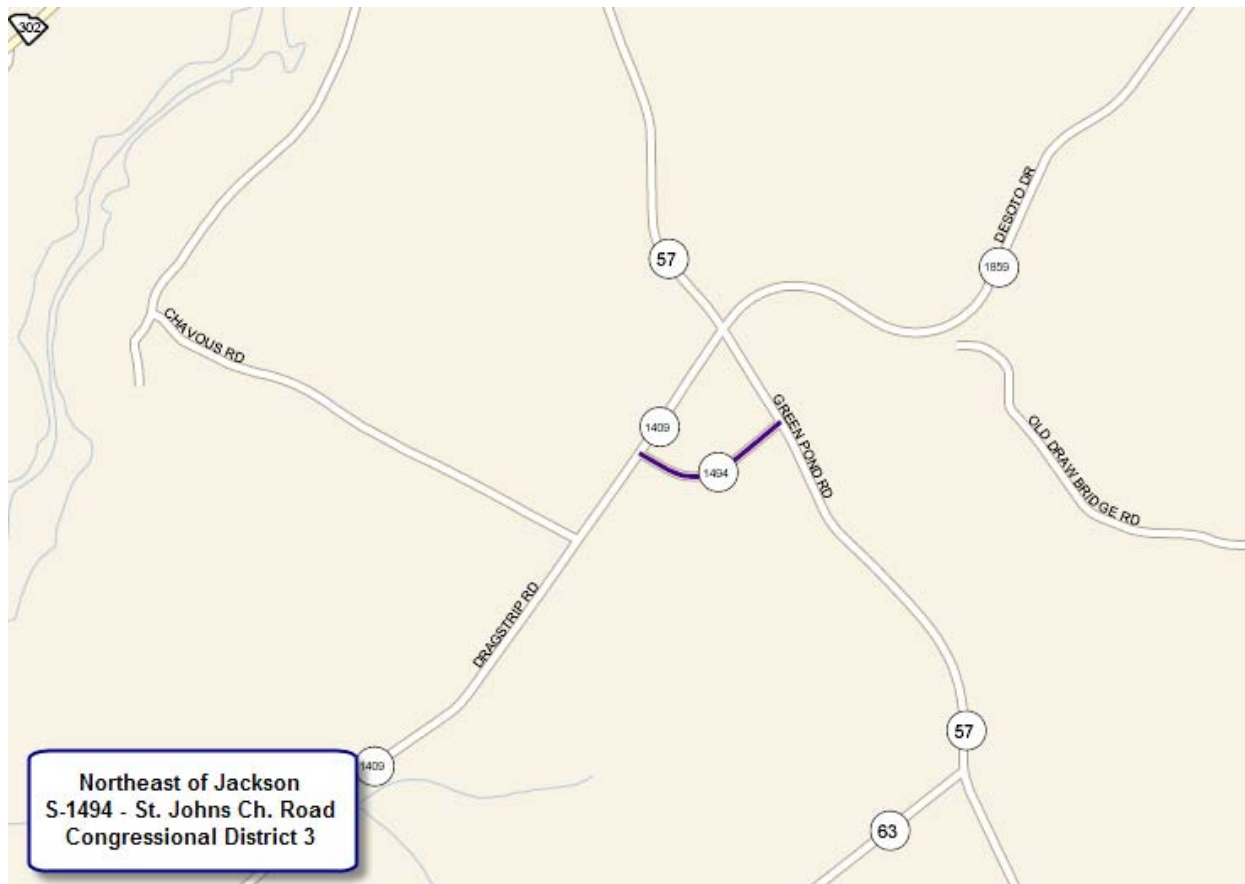 302
57
DESOTO DR
1859
CHAVOUS RD
GREEN POND RD
1409
OLD DRAW BRIDGE RD
1494
DRAGSTRIP RD
57
1409
63
Northeast of Jackson
S-1494 - St. Johns Ch. Road
Congressional District 3